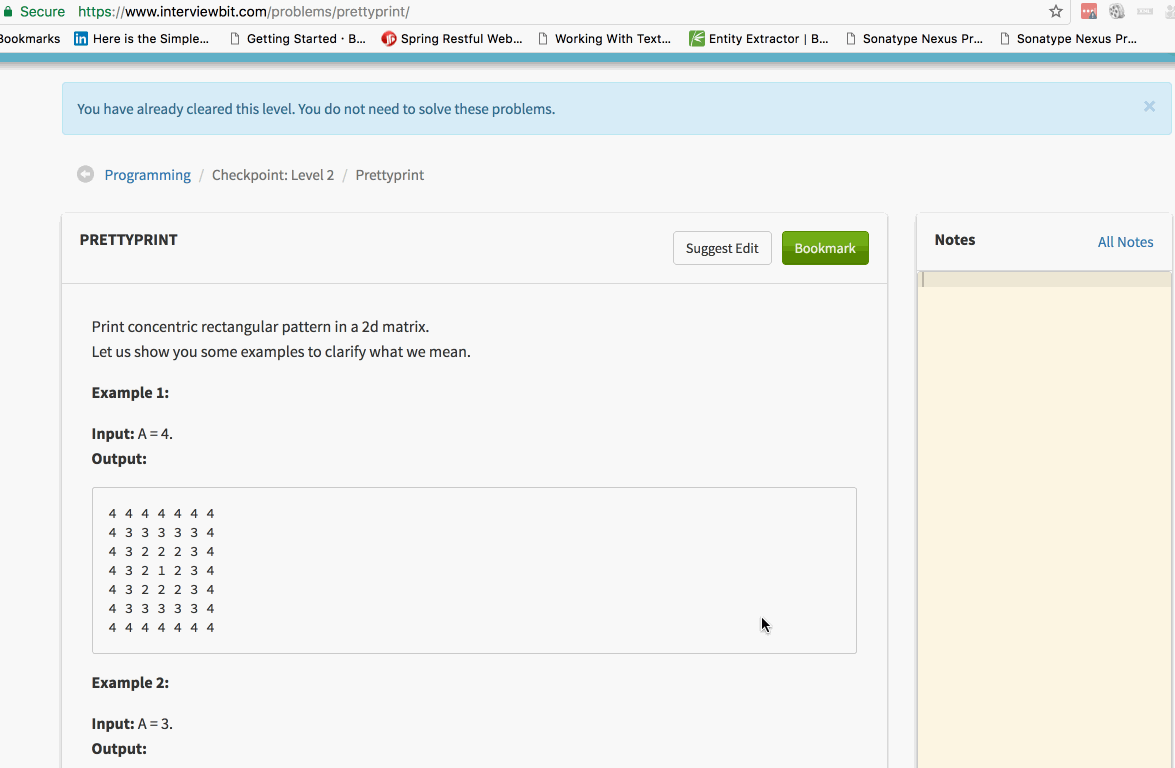 Secure https://www.interviewbit.com/problems/prettyprint/
Bookmarks Here is the Simple... Getting Started · B... Spring Restful Web... Working With Text... Entity Extractor | B... Sonatype Nexus Pr... Sonatype Nexus Pr...
You have already cleared this level. You do not need to solve these problems. ×
Programming / Checkpoint: Level 2 / Prettyprint
PRETTYPRINT
Suggest Edit Bookmark
Notes All Notes
Print concentric rectangular pattern in a 2d matrix.
Let us show you some examples to clarify what we mean.
Example 1:
Input: A = 4.
Output:
4 4 4 4 4 4 4
4 3 3 3 3 3 4
4 3 2 2 2 3 4
4 3 2 1 2 3 4
4 3 2 2 2 3 4
4 3 3 3 3 3 4
4 4 4 4 4 4 4
Example 2:
Input: A = 3.
Output: